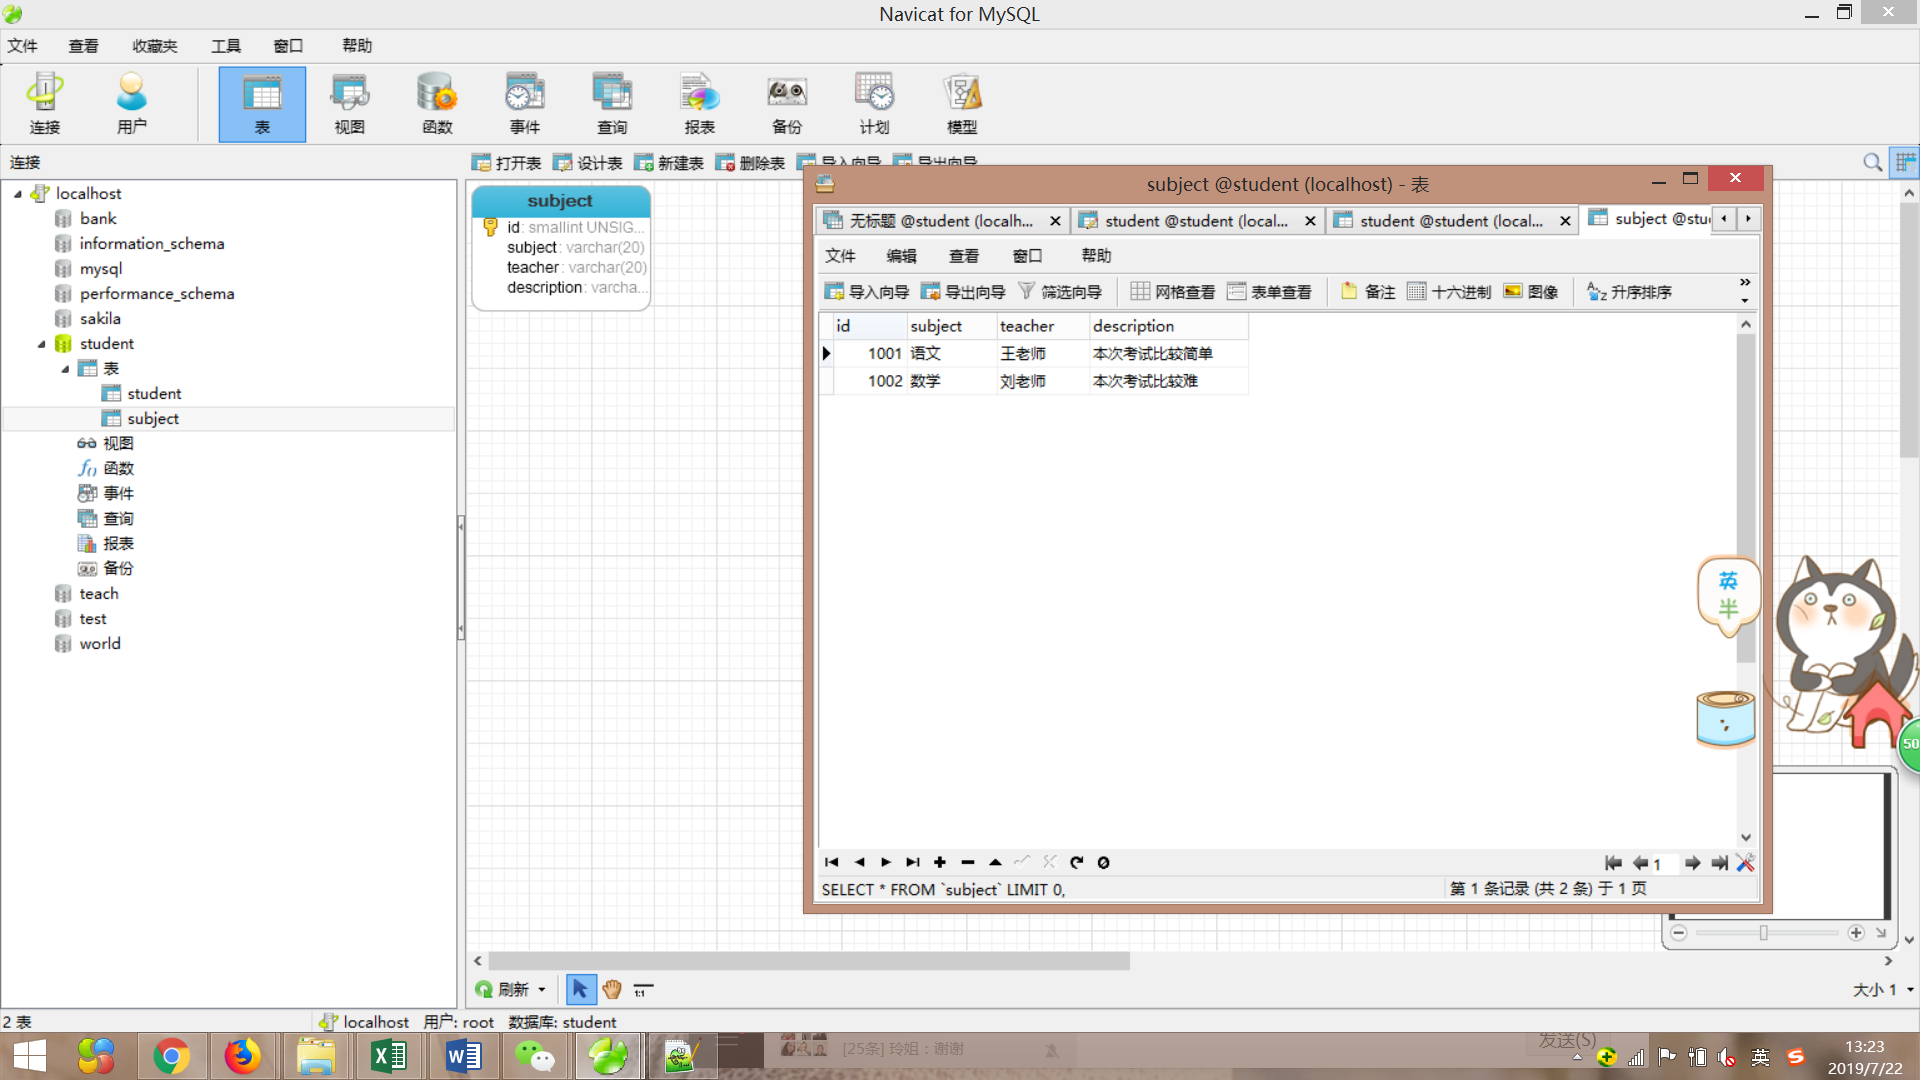 Navicat for MySQL
文件 查看 收藏夹 工具 窗口 帮助
连接 用户 表 视图 函数 事件 查询 报表 备份 计划 模型
连接
打开表 设计表 新建表 删除表 导入向导 导出向导
localhost
bank
information_schema
mysql
performance_schema
sakila
student
表
student
subject
视图
函数
事件
查询
报表
备份
teach
test
world
subject
id: smallint UNSIG...
subject: varchar(20)
teacher: varchar(20)
description: varcha...
subject @student (localhost) - 表
无标题 @student (localh... student @student (local... student @student (local... subject @stu
文件 编辑 查看 窗口 帮助
导入向导 导出向导 筛选向导 网格查看 表单查看 备注 十六进制 图像 升序排序
id subject teacher description
1001 语文 王老师 本次考试比较简单
1002 数学 刘老师 本次考试比较难
英
半
50
1
SELECT * FROM `subject` LIMIT 0,
第 1 条记录 (共 2 条) 于 1 页
刷新 1:1 大小 1
2 表 localhost 用户: root 数据库: student
[25条] 玲姐：谢谢
发送(S)
英
13:23
2019/7/22